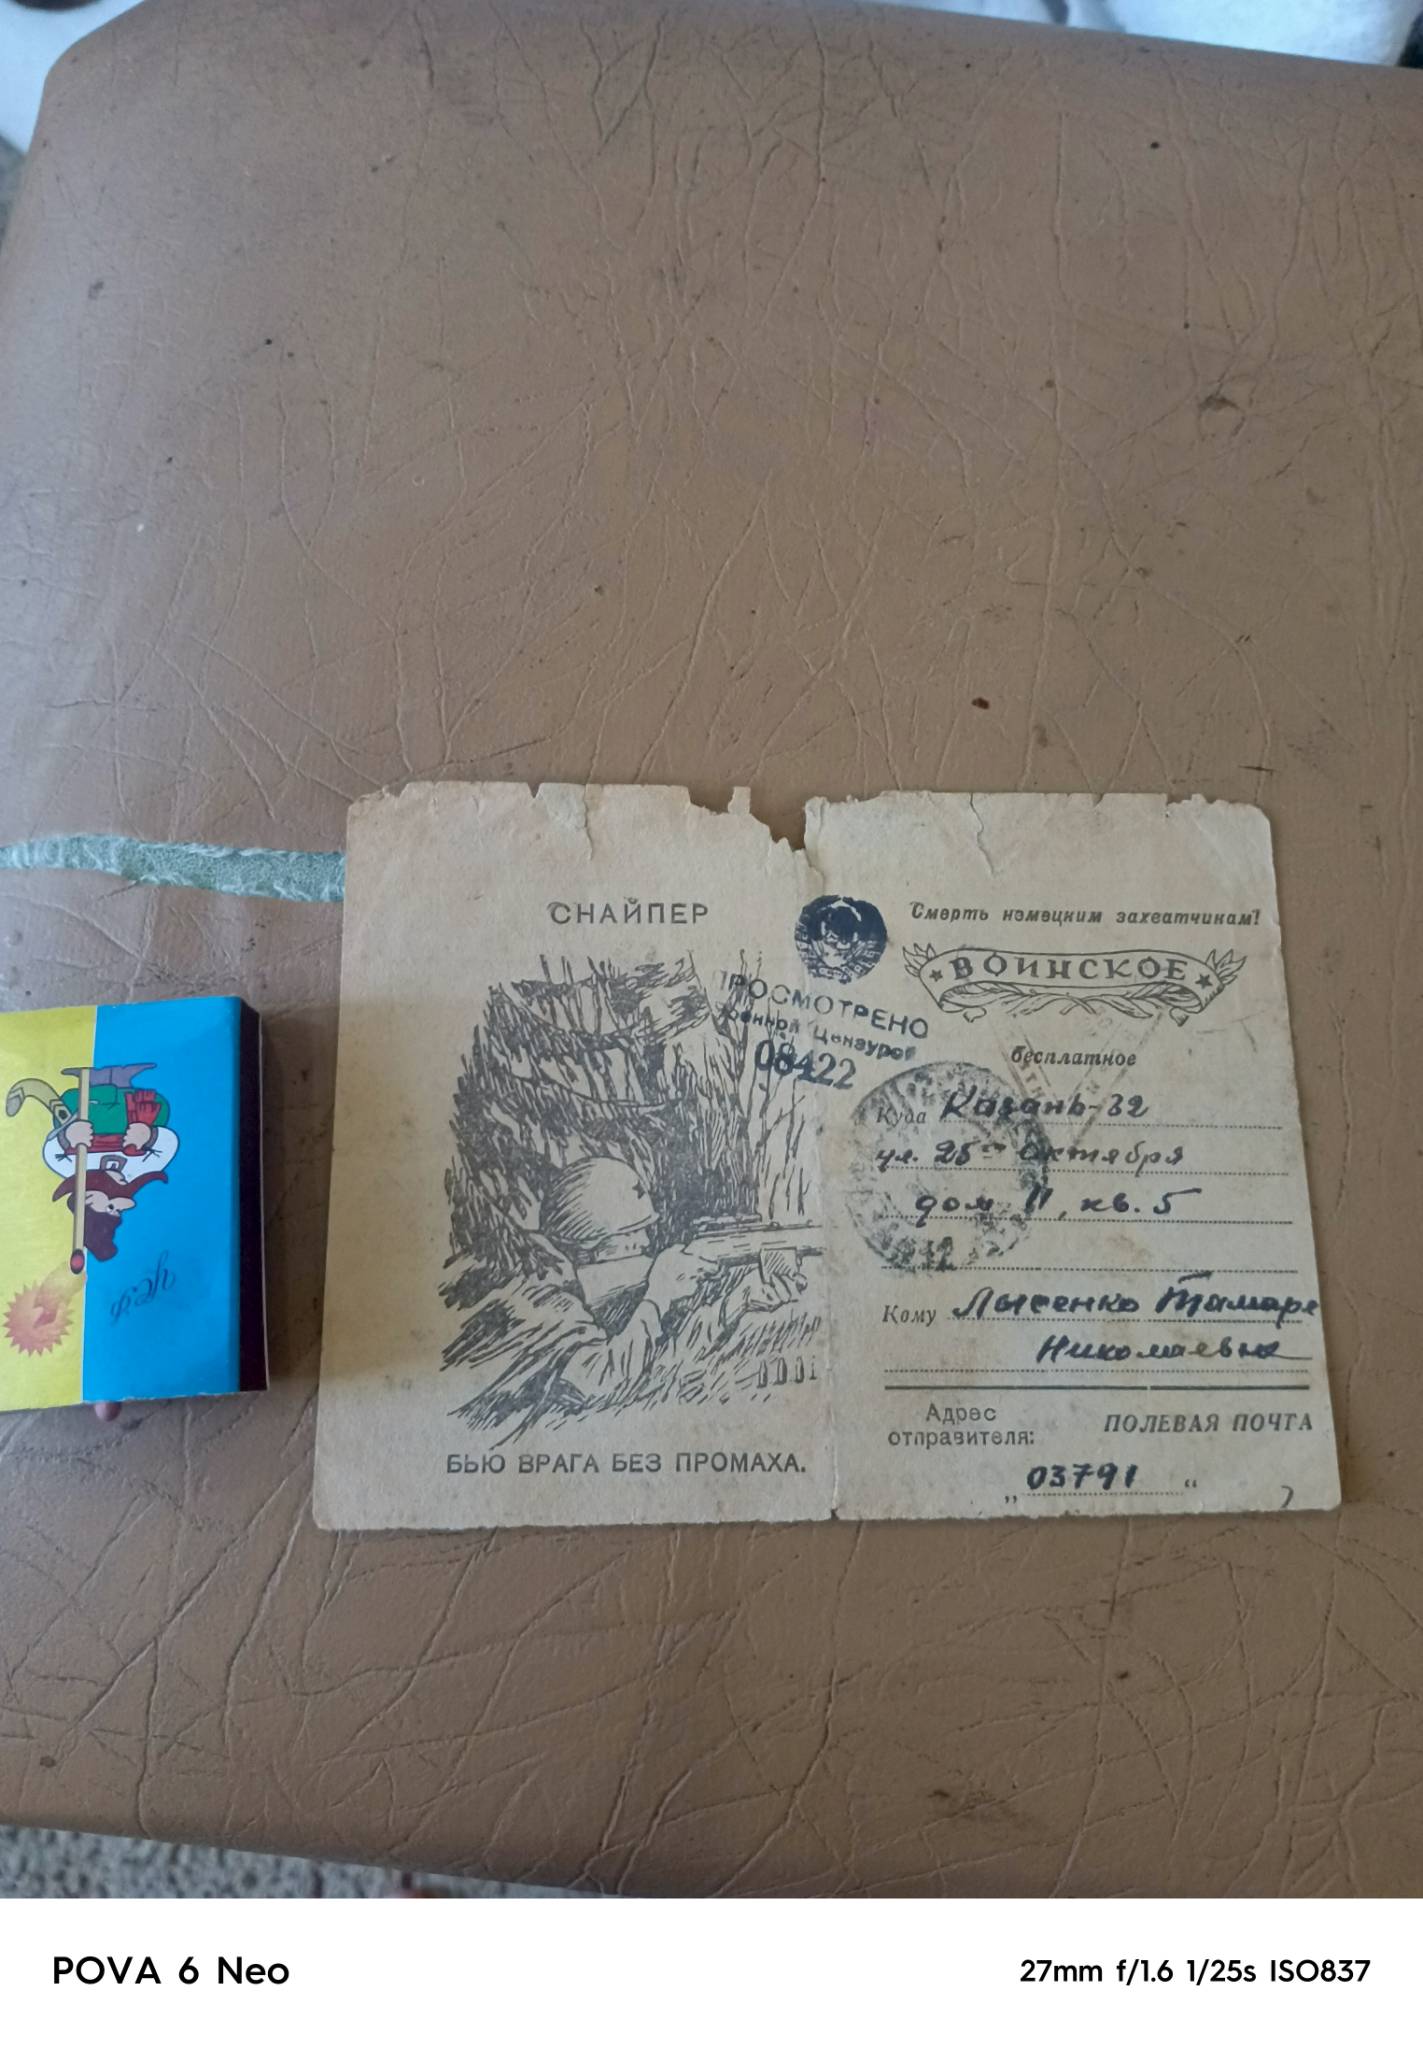 СНАЙПЕР
Смерть немецким захватчикам!
ВОИНСКОЕ
ПРОСМОТРЕНО
Военной Цензурой
08422
бесплатное
Куда Казань-32
ул. 25го Октября
дом 11, кв. 5
Кому Лысенко Тамаре
Николаевне
Адрес
отправителя:
ПОЛЕВАЯ ПОЧТА
„03791“
БЬЮ ВРАГА БЕЗ ПРОМАХА.
POVA 6 Neo
27mm f/1.6 1/25s ISO837